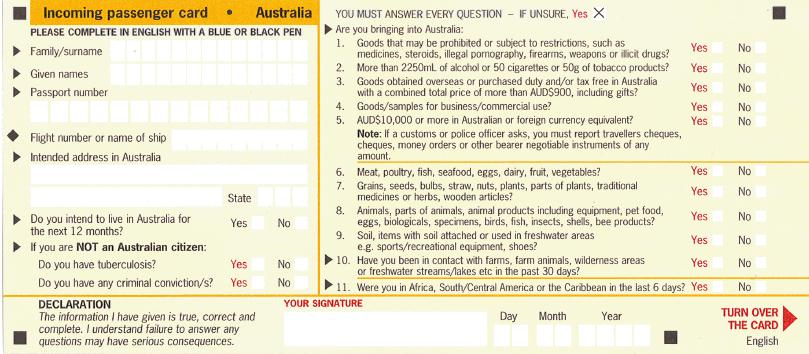 Incoming passenger card • Australia
PLEASE COMPLETE IN ENGLISH WITH A BLUE OR BLACK PEN
Family/surname
Given names
Passport number
Flight number or name of ship
Intended address in Australia
State
Do you intend to live in Australia for
the next 12 months?
Yes No
If you are NOT an Australian citizen:
Do you have tuberculosis? Yes No
Do you have any criminal conviction/s? Yes No
YOU MUST ANSWER EVERY QUESTION – IF UNSURE, Yes X
Are you bringing into Australia:
1. Goods that may be prohibited or subject to restrictions, such as
medicines, steroids, illegal pornography, firearms, weapons or illicit drugs? Yes No
2. More than 2250mL of alcohol or 50 cigarettes or 50g of tobacco products? Yes No
3. Goods obtained overseas or purchased duty and/or tax free in Australia
with a combined total price of more than AUD$900, including gifts? Yes No
4. Goods/samples for business/commercial use? Yes No
5. AUD$10,000 or more in Australian or foreign currency equivalent? Yes No
Note: If a customs or police officer asks, you must report travellers cheques,
cheques, money orders or other bearer negotiable instruments of any
amount.
6. Meat, poultry, fish, seafood, eggs, dairy, fruit, vegetables? Yes No
7. Grains, seeds, bulbs, straw, nuts, plants, parts of plants, traditional
medicines or herbs, wooden articles? Yes No
8. Animals, parts of animals, animal products including equipment, pet food,
eggs, biologicals, specimens, birds, fish, insects, shells, bee products? Yes No
9. Soil, items with soil attached or used in freshwater areas
e.g. sports/recreational equipment, shoes? Yes No
10. Have you been in contact with farms, farm animals, wilderness areas
or freshwater streams/lakes etc in the past 30 days? Yes No
11. Were you in Africa, South/Central America or the Caribbean in the last 6 days? Yes No
DECLARATION
The information I have given is true, correct and
complete. I understand failure to answer any
questions may have serious consequences.
YOUR SIGNATURE
Day Month Year
TURN OVER
THE CARD
English